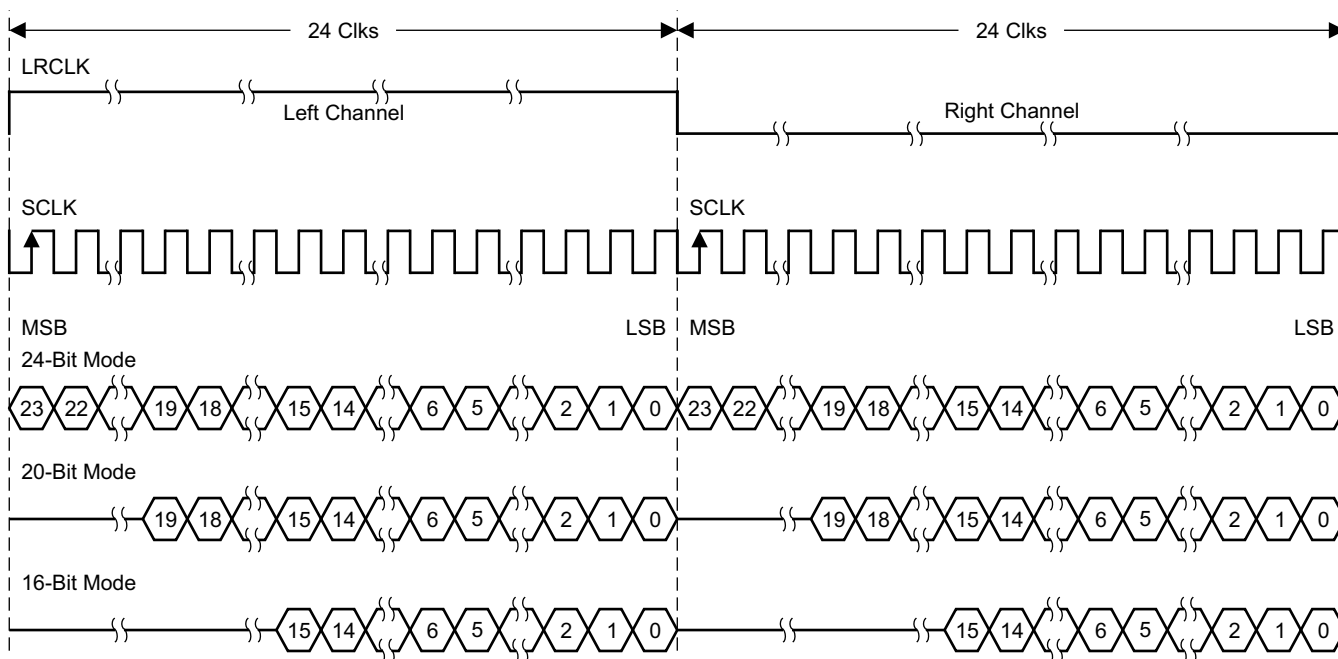 24 Clks 24 Clks
LRCLK
Left Channel Right Channel
SCLK SCLK
MSB LSB MSB LSB
24-Bit Mode
23 22 19 18 15 14 6 5 2 1 0 23 22 19 18 15 14 6 5 2 1 0
20-Bit Mode
19 18 15 14 6 5 2 1 0 19 18 15 14 6 5 2 1 0
16-Bit Mode
15 14 6 5 2 1 0 15 14 6 5 2 1 0